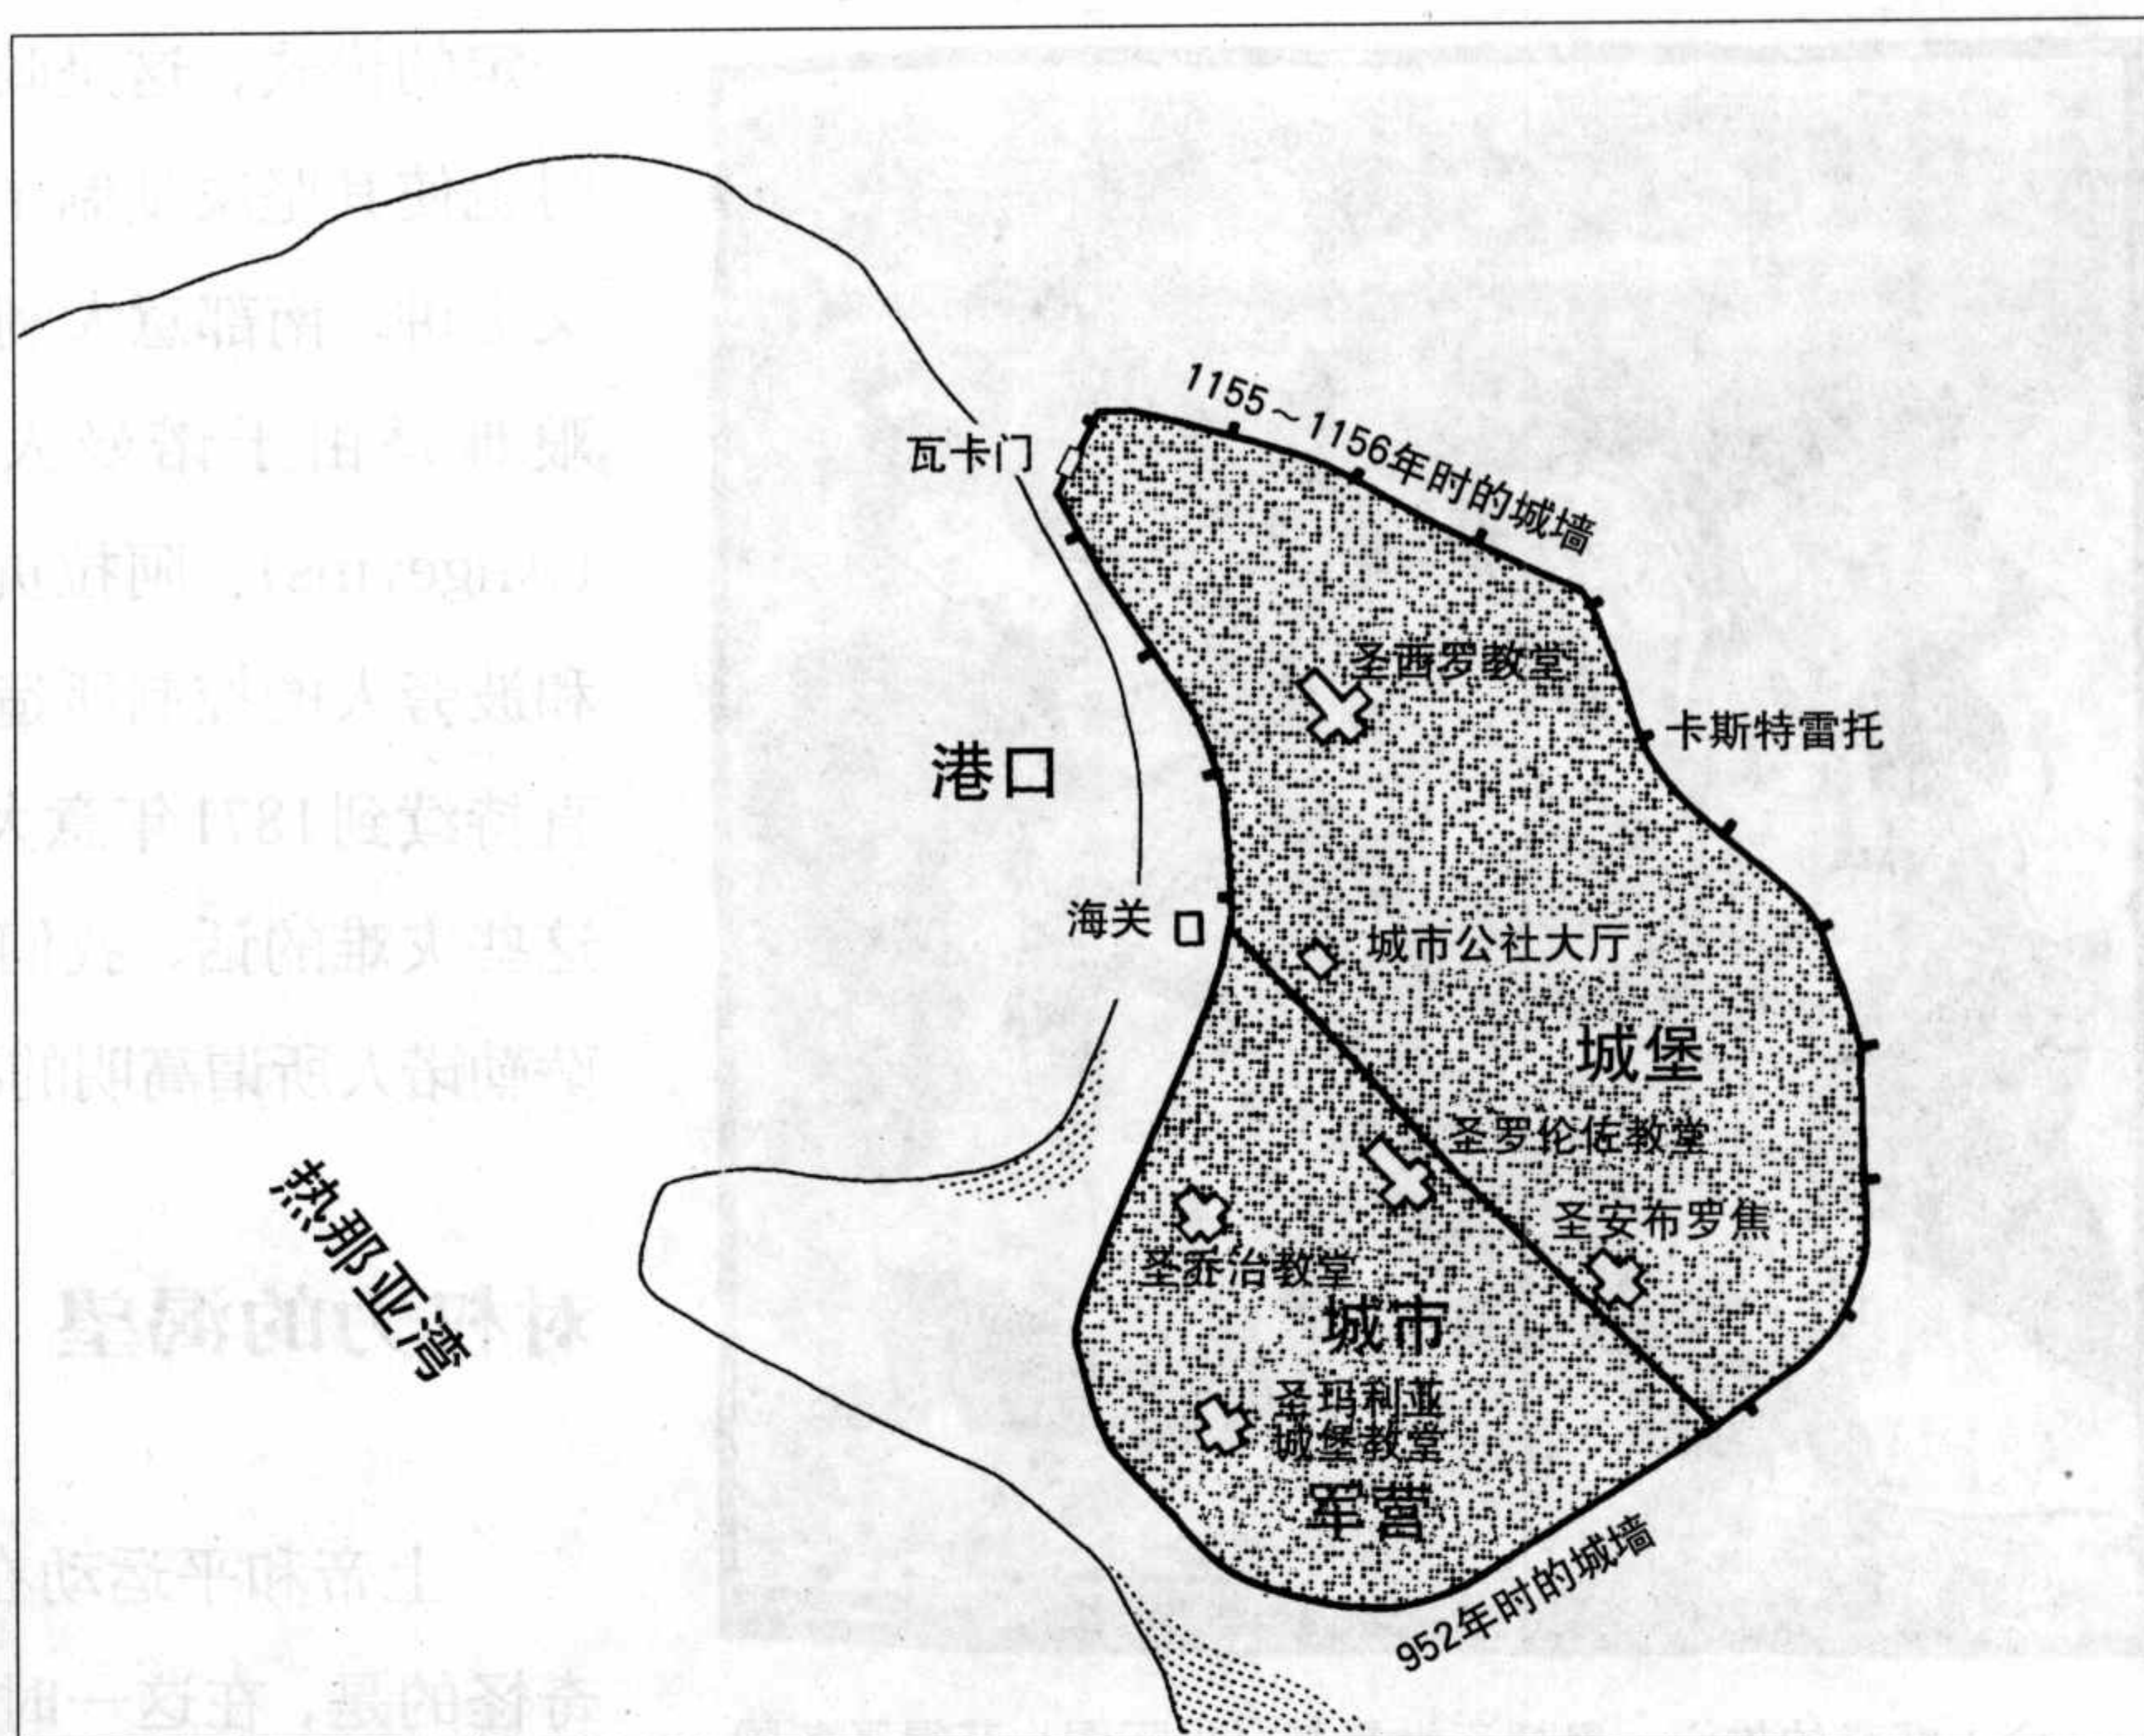 1155～1156年时的城墙
瓦卡门
圣西罗教堂
卡斯特雷托
港口
海关
城市公社大厅
城堡
圣罗伦佐教堂
圣安布罗焦
热那亚湾
圣乔治教堂
城市
圣玛利亚
城堡教堂
军营
952年时的城墙